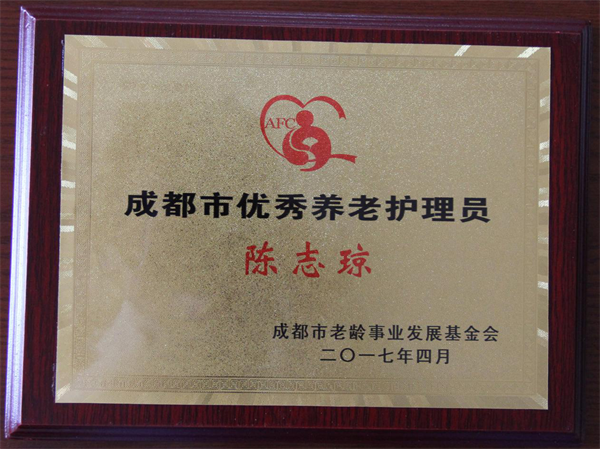 AFC
成都市优秀养老护理员
陈志琼
成都市老龄事业发展基金会
二〇一七年四月